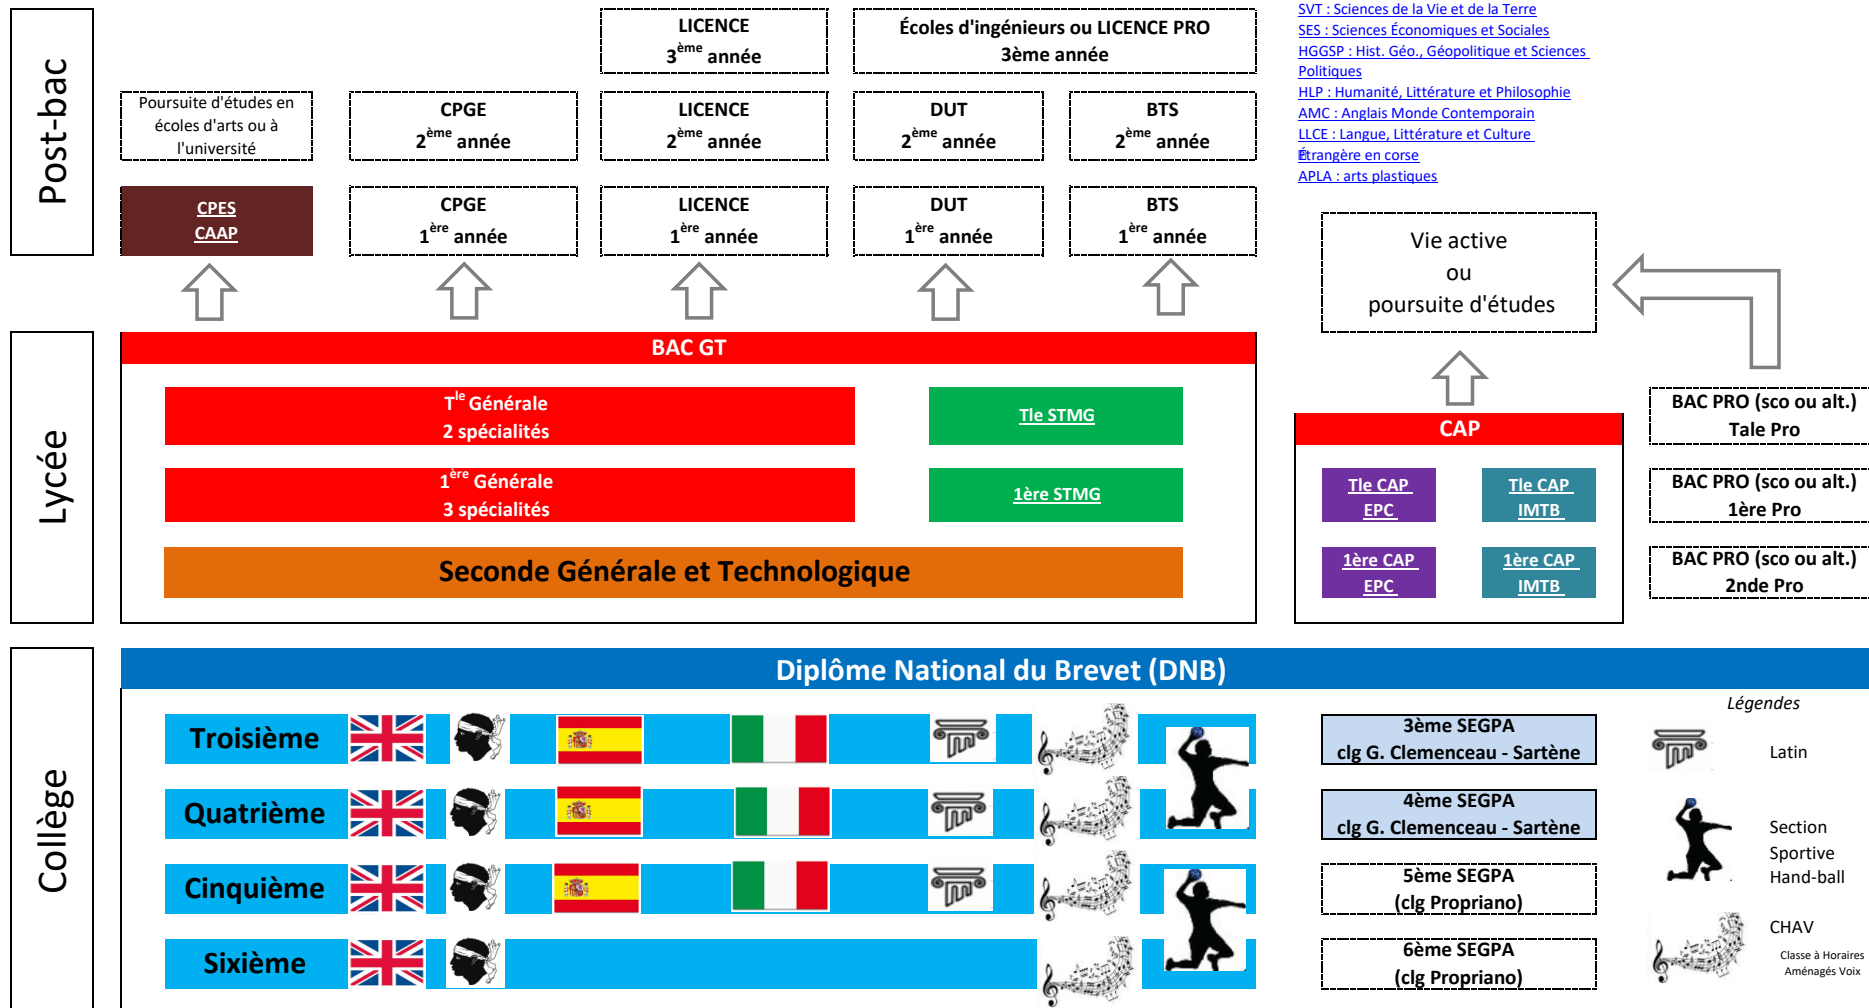 Post-bac
LICENCE
3ème année
École​s d'ingénieurs ou LICENCE PRO
3ème année
Poursuite d'études en
écoles d'arts ou à
l'université
CPGE
2ème année
LICENCE
2ème année
DUT
2ème année
BTS
2ème année
CPES
CAAP
CPGE
1ère année
LICENCE
1ère année
DUT
1ère année
BTS
1ère année
SVT : Sciences de la Vie et de la Terre
SES : Sciences Économiques et Sociales
HGGSP : Hist. Géo., Géopolitique et Sciences
Politiques
HLP : Humanité, Littérature et Philosophie
AMC : Anglais Monde Contemporain
LLCE : Langue, Littérature et Culture
Étrangère en corse
APLA : arts plastiques
Vie active
ou
poursuite d'études
Lycée
BAC GT
Tle Générale
2 spécialités
Tle STMG
1ère Générale
3 spécialités
1ère STMG
Seconde Générale et Technologique
CAP
Tle CAP
EPC
Tle CAP
IMTB
1ère CAP
EPC
1ère CAP
IMTB
BAC PRO (sco ou alt.)
Tale Pro
BAC PRO (sco ou alt.)
1ère Pro
BAC PRO (sco ou alt.)
2nde Pro
Collège
Diplôme National du Brevet (DNB)
Troisième
Quatrième
Cinquième
Sixième
3ème SEGPA
clg G. Clemenceau - Sartène
4ème SEGPA
clg G. Clemenceau - Sartène
5ème SEGPA
(clg Propriano)
6ème SEGPA
(clg Propriano)
Légendes
Latin
Section
Sportive
Hand-ball
CHAV
Classe à Horaires
Aménagés Voix